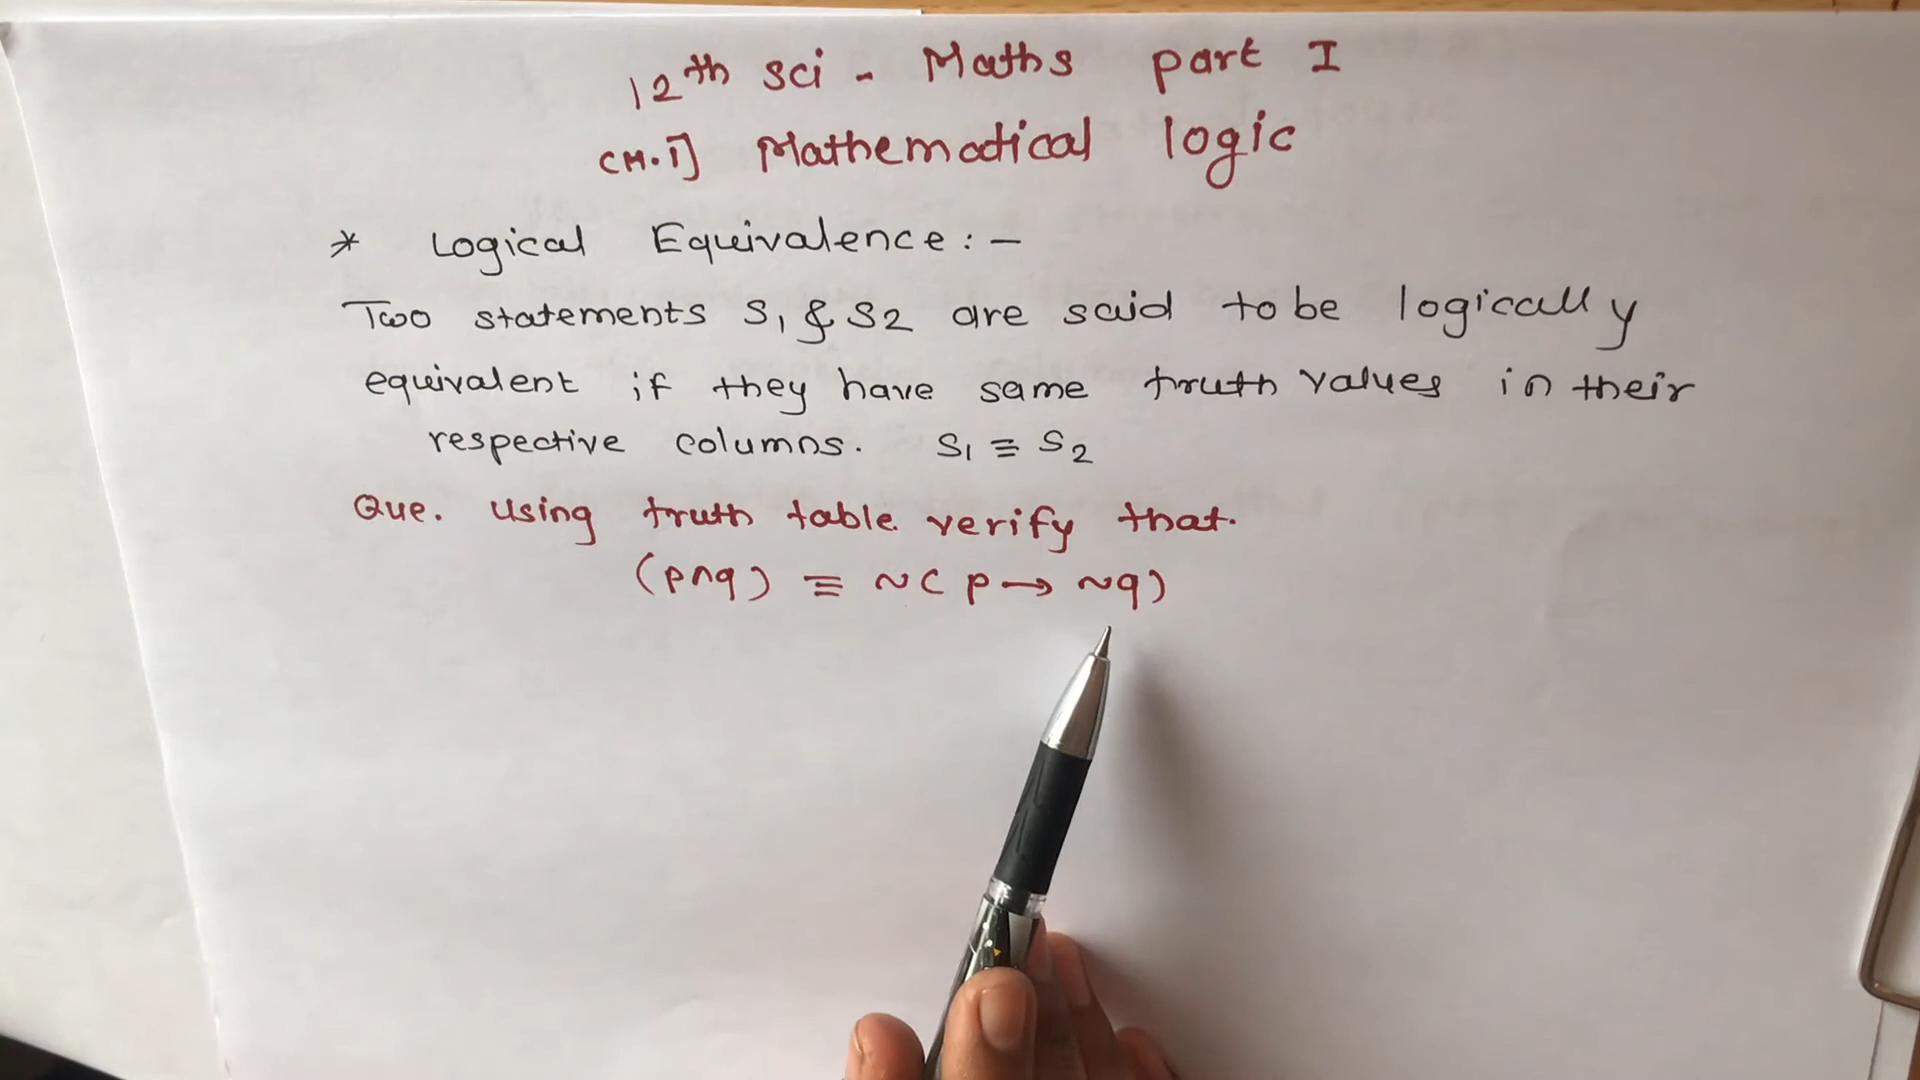 12th sci - Maths part I
CH.1] Mathematical logic
* Logical Equivalence:-
Two statements S1 & S2 are said to be logically
equivalent if they have same truth values in their
respective columns. S1 ≡ S2
Que. Using truth table verify that.
(p∧q) ≡ ~(p→~q)